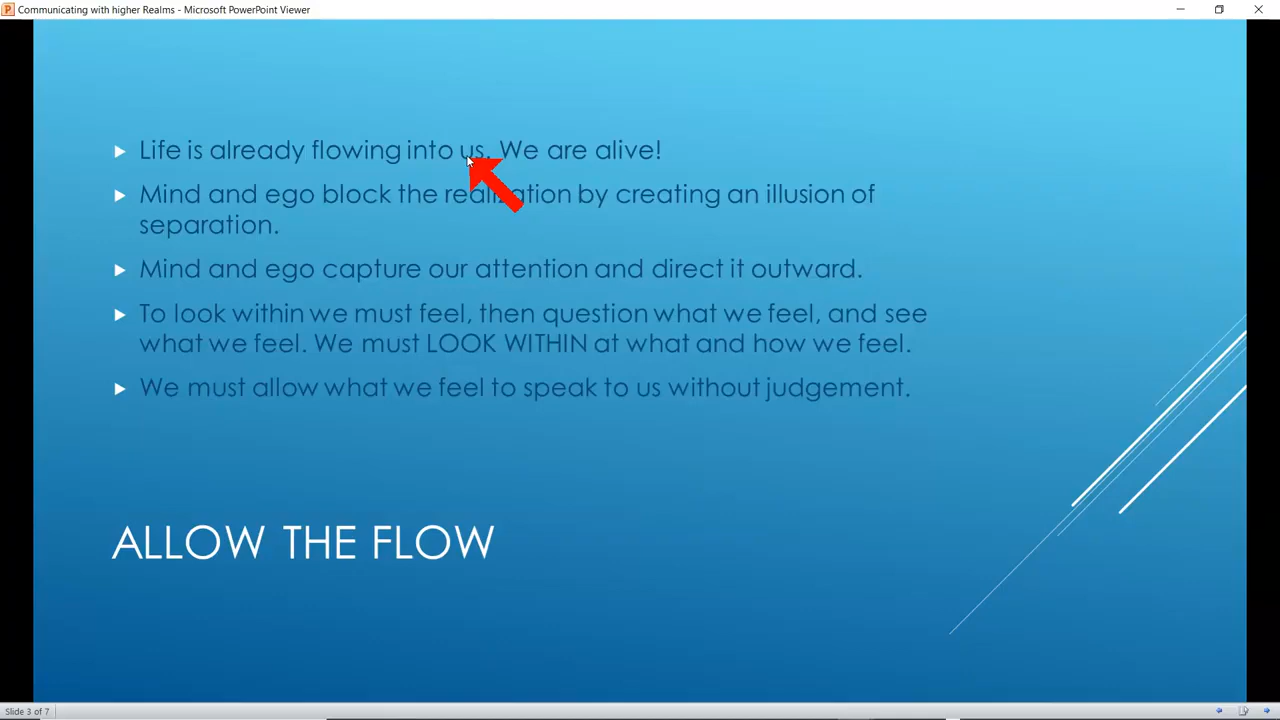 Communicating with higher Realms - Microsoft PowerPoint Viewer
Life is already flowing into us. We are alive!
Mind and ego block the realization by creating an illusion of
separation.
Mind and ego capture our attention and direct it outward.
To look within we must feel, then question what we feel, and see
what we feel. We must LOOK WITHIN at what and how we feel.
We must allow what we feel to speak to us without judgement.
ALLOW THE FLOW
Slide 3 of 7